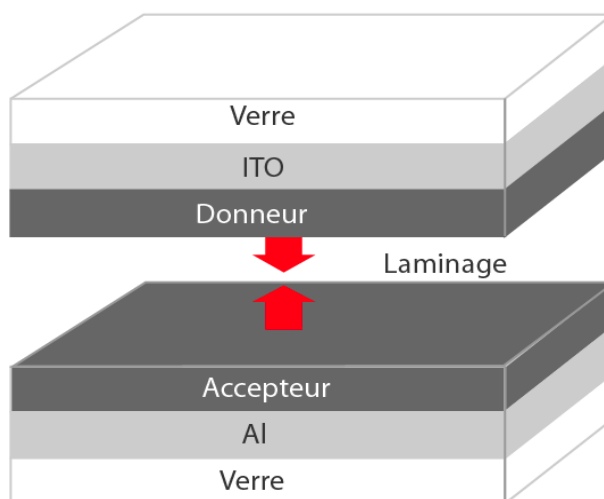 Verre
ITO
Donneur
Laminage
Accepteur
Al
Verre